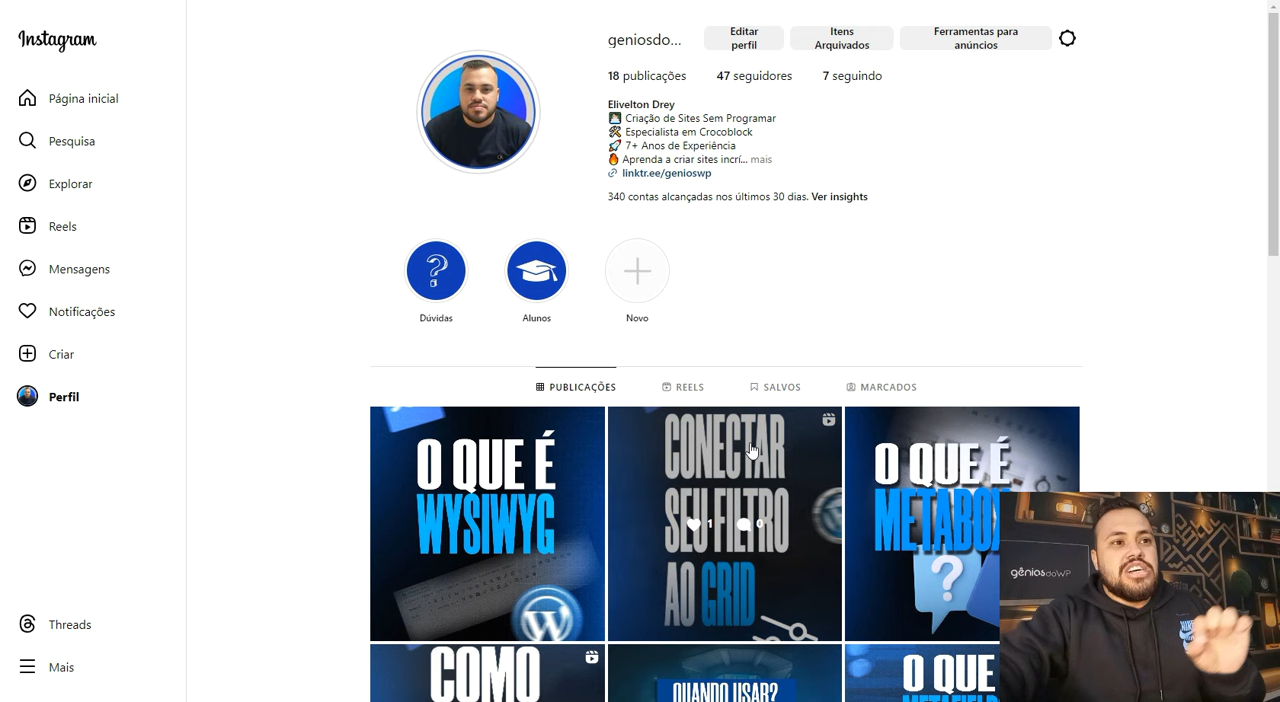 Instagram
Página inicial
Pesquisa
Explorar
Reels
Mensagens
Notificações
Criar
Perfil
Threads
Mais
geniosdo...
Editar perfil
Itens Arquivados
Ferramentas para anúncios
18 publicações 47 seguidores 7 seguindo
Elivelton Drey
Criação de Sites Sem Programar
Especialista em Crocoblock
7+ Anos de Experiência
Aprenda a criar sites incrí... mais
linktr.ee/genioswp
340 contas alcançadas nos últimos 30 dias. Ver insights
?
Dúvidas
Alunos
Novo
PUBLICAÇÕES
REELS
SALVOS
MARCADOS
O QUE É
WYSIWYG
CONECTAR
SEU FILTRO
AO GRID
1 0
O QUE É
METABOX
?
COMO
QUANDO USAR?
O QUE
gêniosdoWP